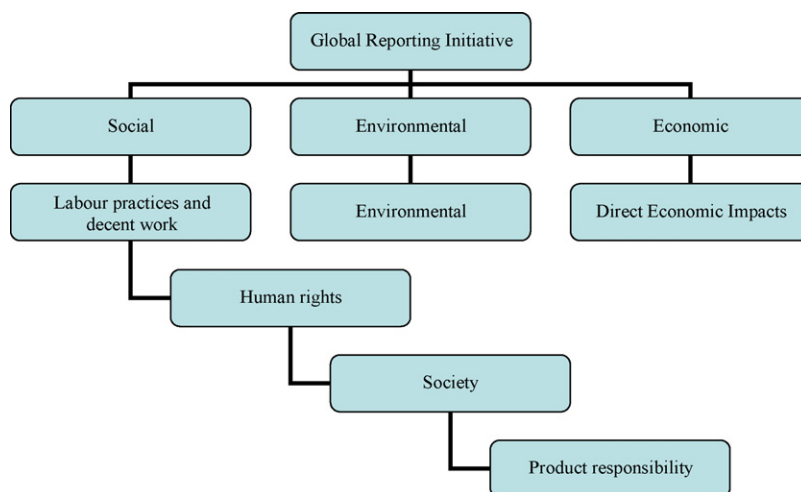 Global Reporting Initiative
Social
Environmental
Economic
Labour practices and
decent work
Environmental
Direct Economic Impacts
Human rights
Society
Product responsibility